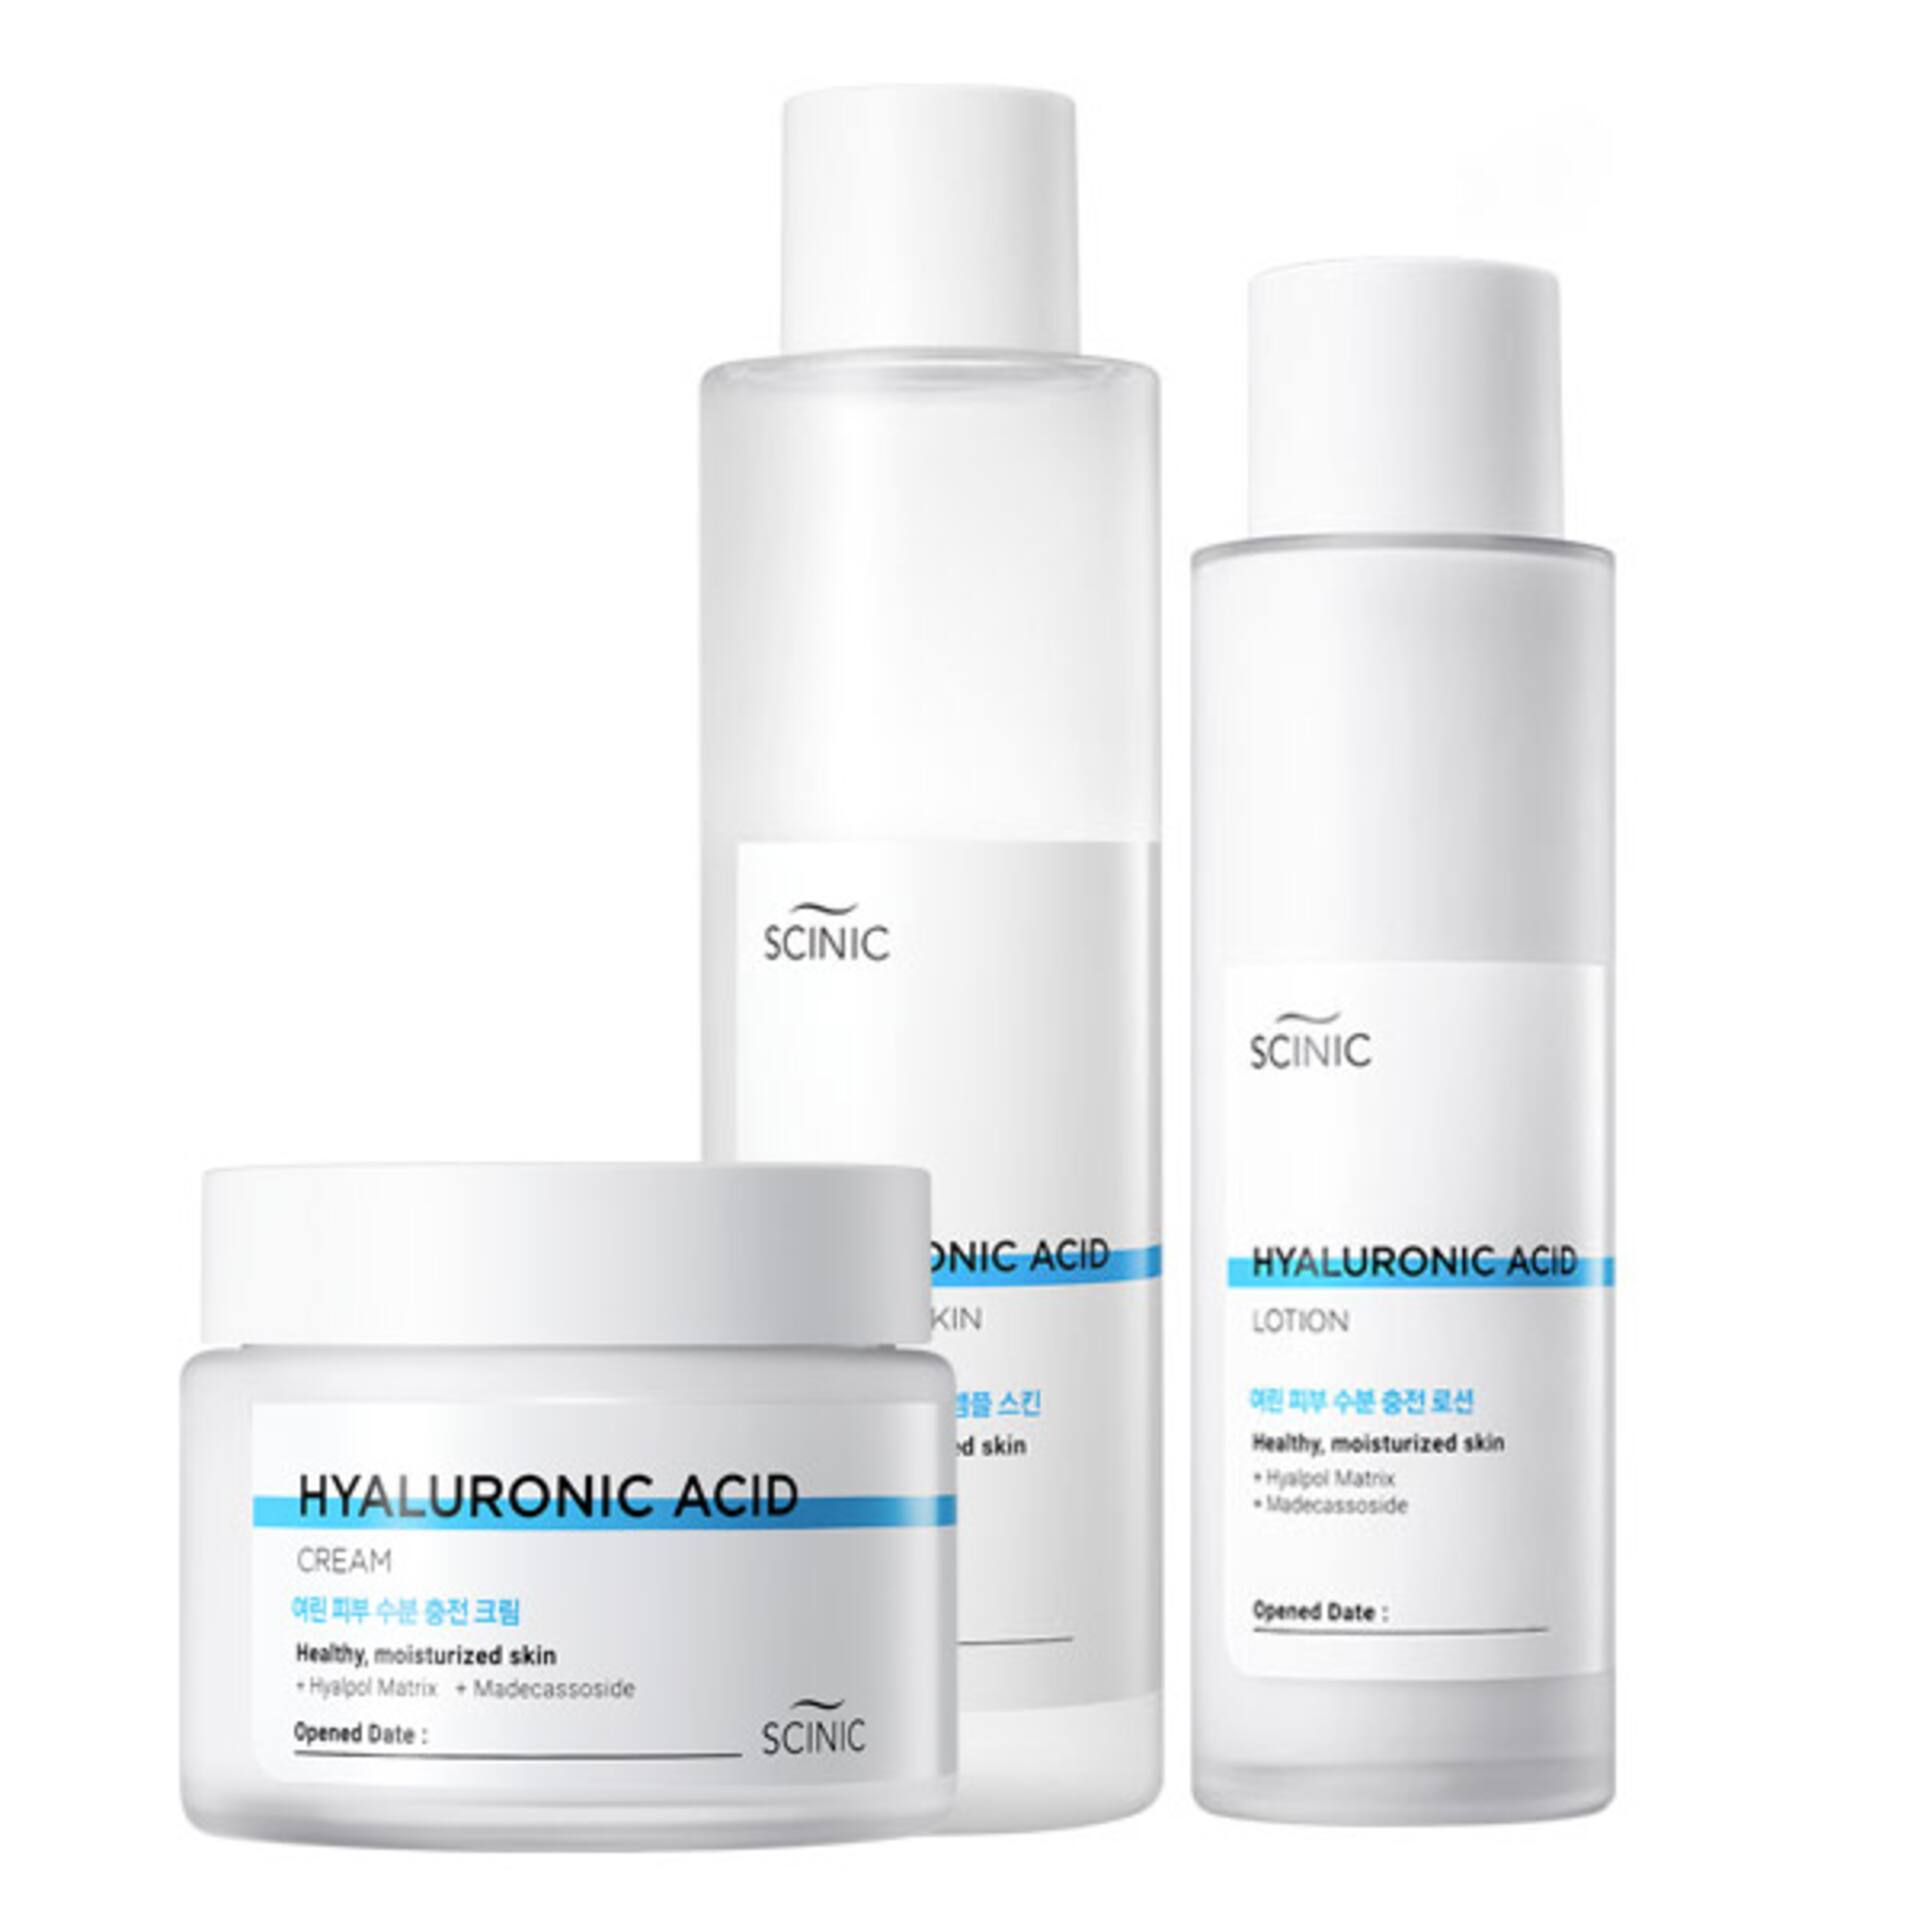 SCINIC
ONIC ACID
KIN
앰플 스킨
ed skin
SCINIC
HYALURONIC ACID
LOTION
여린 피부 수분 충전 로션
Healthy, moisturized skin
+ Hyalpol Matrix
+ Madecassoside
Opened Date :
HYALURONIC ACID
CREAM
여린 피부 수분 충전 크림
Healthy, moisturized skin
+ Hyalpol Matrix + Madecassoside
Opened Date :
SCINIC